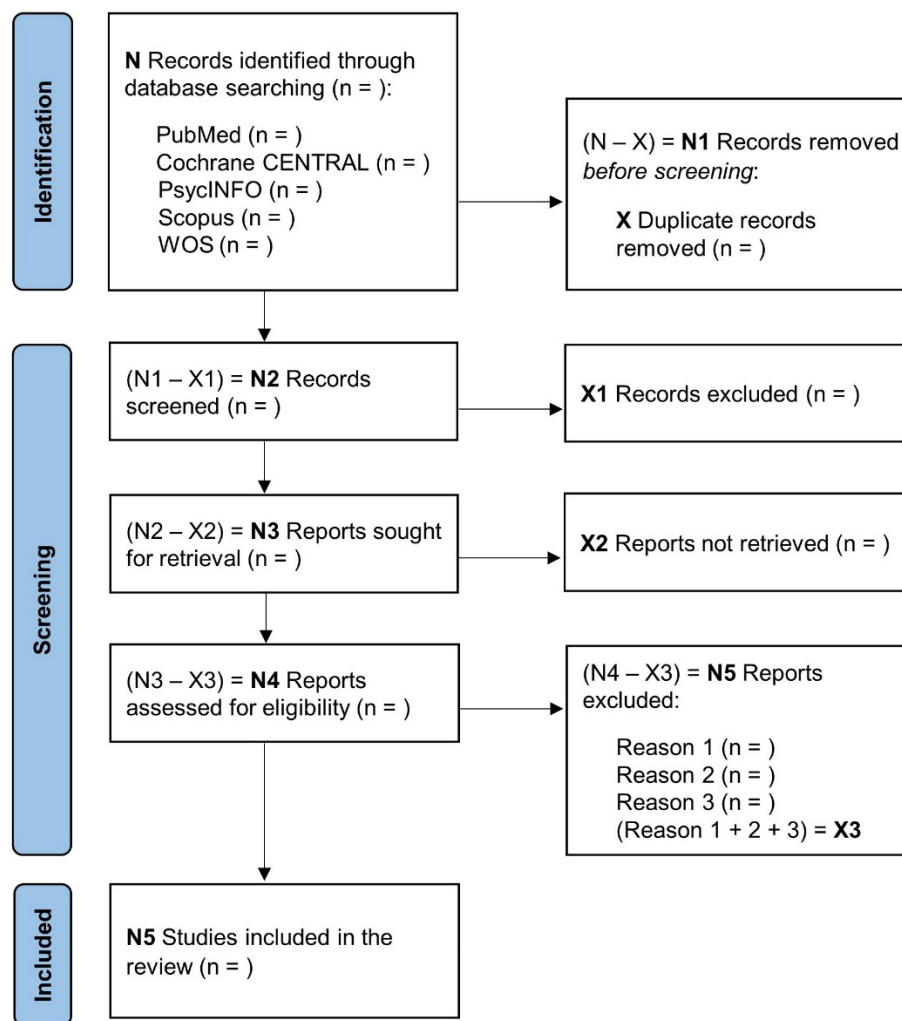 Identification
N Records identified through
database searching (n = ):
PubMed (n = )
Cochrane CENTRAL (n = )
PsycINFO (n = )
Scopus (n = )
WOS (n = )
(N – X) = N1 Records removed
before screening:
X Duplicate records
removed (n = )
Screening
(N1 – X1) = N2 Records
screened (n = )
X1 Records excluded (n = )
(N2 – X2) = N3 Reports sought
for retrieval (n = )
X2 Reports not retrieved (n = )
(N3 – X3) = N4 Reports
assessed for eligibility (n = )
(N4 – X3) = N5 Reports
excluded:
Reason 1 (n = )
Reason 2 (n = )
Reason 3 (n = )
(Reason 1 + 2 + 3) = X3
Included
N5 Studies included in the
review (n = )